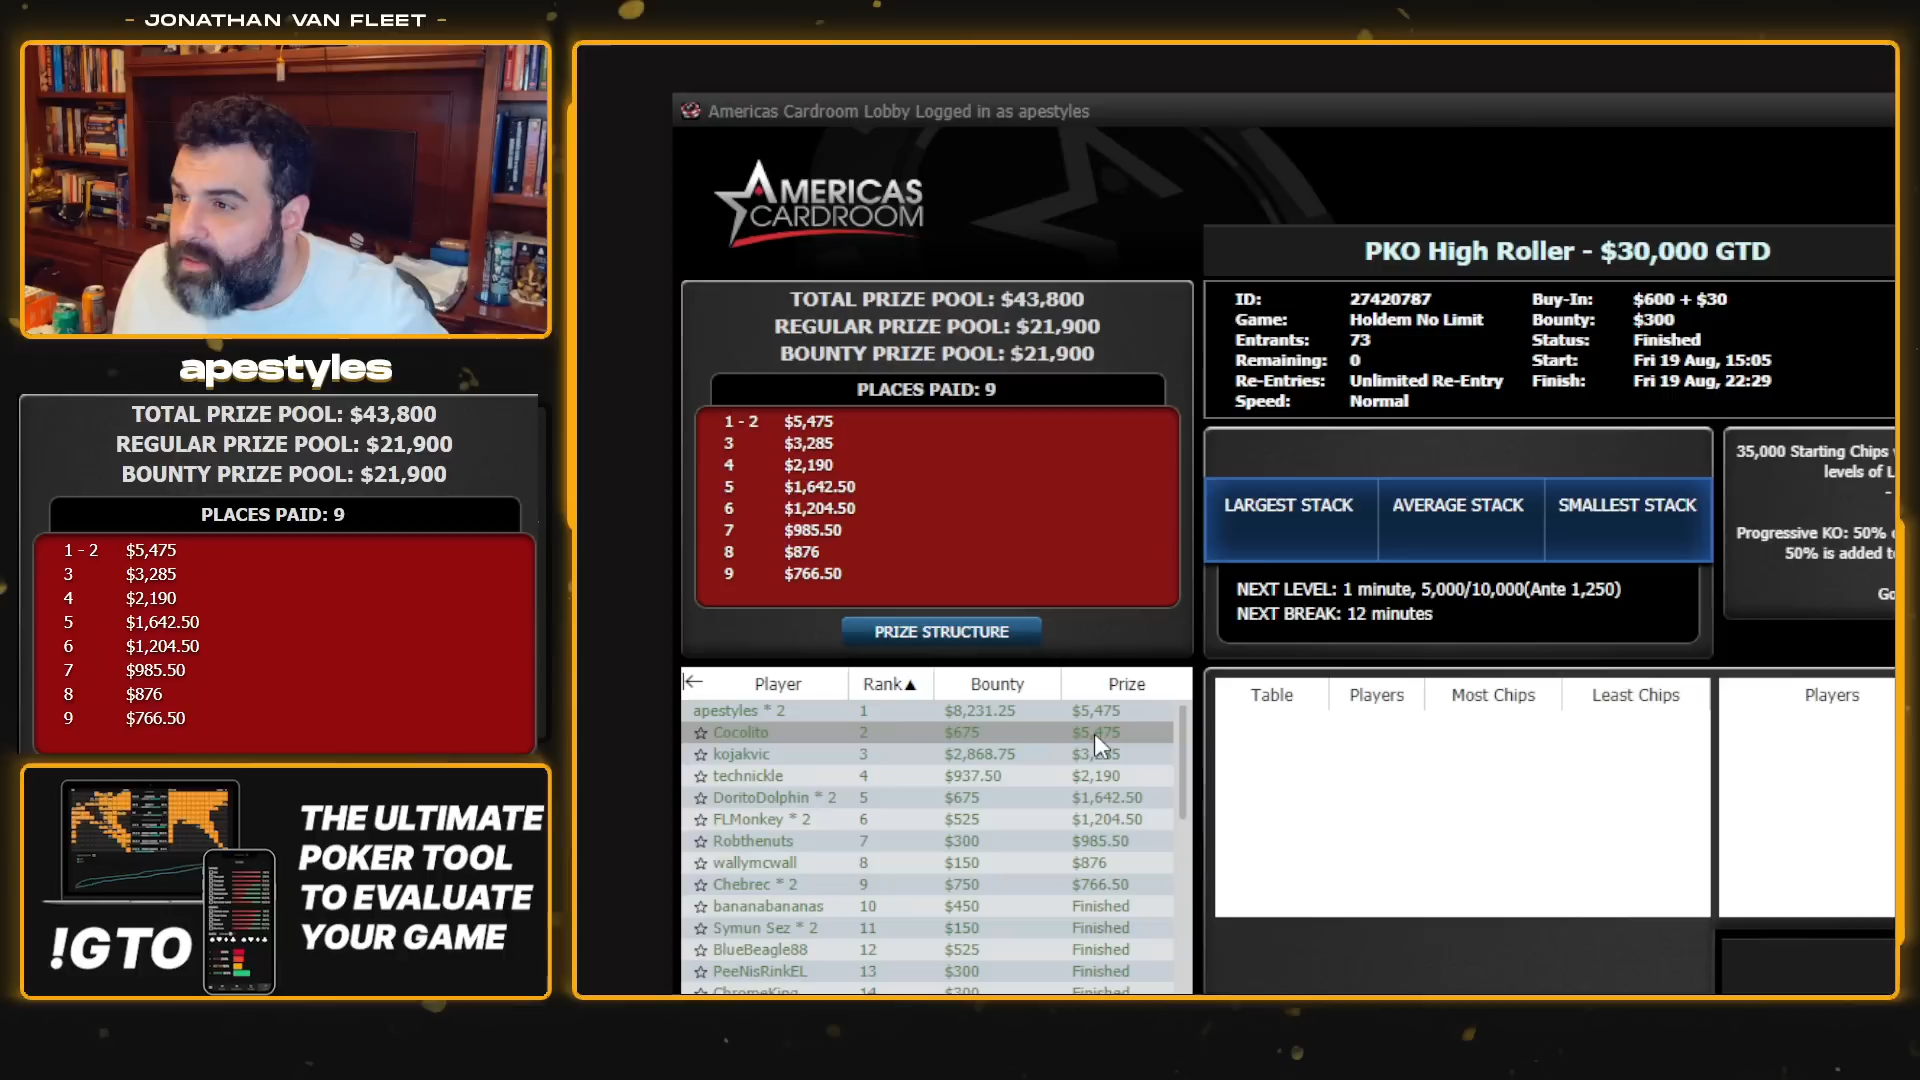 - JONATHAN VAN FLEET -
apestyles
TOTAL PRIZE POOL: $43,800
REGULAR PRIZE POOL: $21,900
BOUNTY PRIZE POOL: $21,900
PLACES PAID: 9
1 - 2 $5,475
3 $3,285
4 $2,190
5 $1,642.50
6 $1,204.50
7 $985.50
8 $876
9 $766.50
!GTO
THE ULTIMATE
POKER TOOL
TO EVALUATE
YOUR GAME
Americas Cardroom Lobby Logged in as apestyles
AMERICAS
CARDROOM
TOTAL PRIZE POOL: $43,800
REGULAR PRIZE POOL: $21,900
BOUNTY PRIZE POOL: $21,900
PLACES PAID: 9
1 - 2 $5,475
3 $3,285
4 $2,190
5 $1,642.50
6 $1,204.50
7 $985.50
8 $876
9 $766.50
PRIZE STRUCTURE
Player Rank▲ Bounty Prize
apestyles * 2 1 $8,231.25 $5,475
Cocolito 2 $675 $5,475
kojakvic 3 $2,868.75
technickle 4 $937.50 $2,190
DoritoDolphin * 2 5 $675 $1,642.50
FLMonkey * 2 6 $525 $1,204.50
Robthenuts 7 $300 $985.50
wallymcwall 8 $150 $876
Chebrec * 2 9 $750 $766.50
bananabananas 10 $450 Finished
Symun Sez * 2 11 $150 Finished
BlueBeagle88 12 $525 Finished
PeeNisRinkEL 13 $300 Finished
ChromeKing 14 $300 Finished
PKO High Roller - $30,000 GTD
ID: 27420787 Buy-In: $600 + $30
Game: Holdem No Limit Bounty: $300
Entrants: 73 Status: Finished
Remaining: 0 Start: Fri 19 Aug, 15:05
Re-Entries: Unlimited Re-Entry Finish: Fri 19 Aug, 22:29
Speed: Normal
LARGEST STACK AVERAGE STACK SMALLEST STACK
NEXT LEVEL: 1 minute, 5,000/10,000(Ante 1,250)
NEXT BREAK: 12 minutes
35,000 Starting Chips
levels of L
-
Progressive KO: 50%
50% is added to
Go
Table Players Most Chips Least Chips
Players